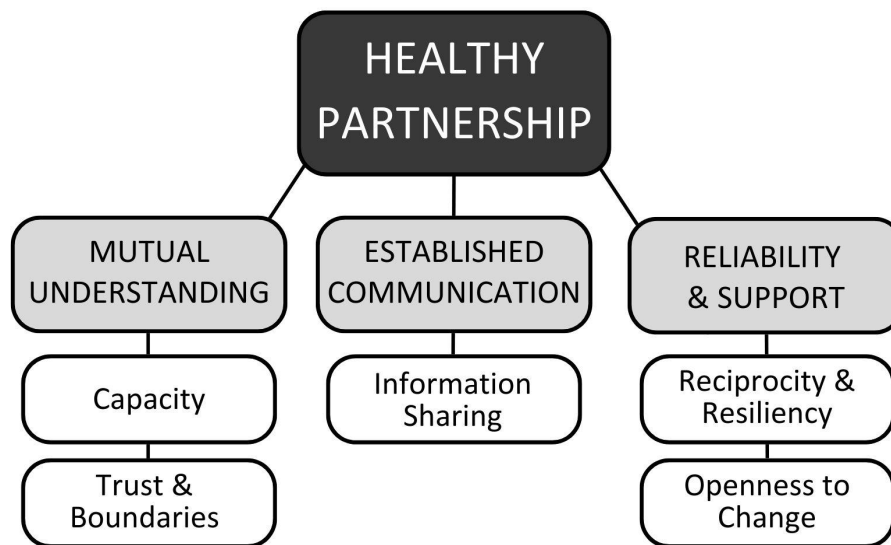 HEALTHY
PARTNERSHIP
MUTUAL
UNDERSTANDING
Capacity
Trust &
Boundaries
ESTABLISHED
COMMUNICATION
Information
Sharing
RELIABILITY
& SUPPORT
Reciprocity &
Resiliency
Openness to
Change